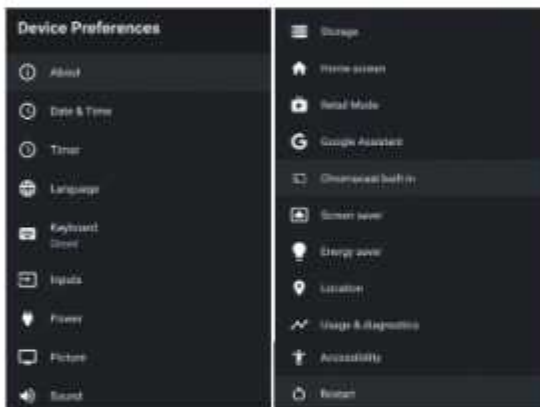 Device Preferences
About
Date & Time
Timer
Language
Keyboard
Inputs
Power
Picture
Sound
Storage
Home screen
Retail Mode
Google Assistant
Chromecast built-in
Screen saver
Energy saver
Location
Usage & diagnostics
Accessibility
Restart